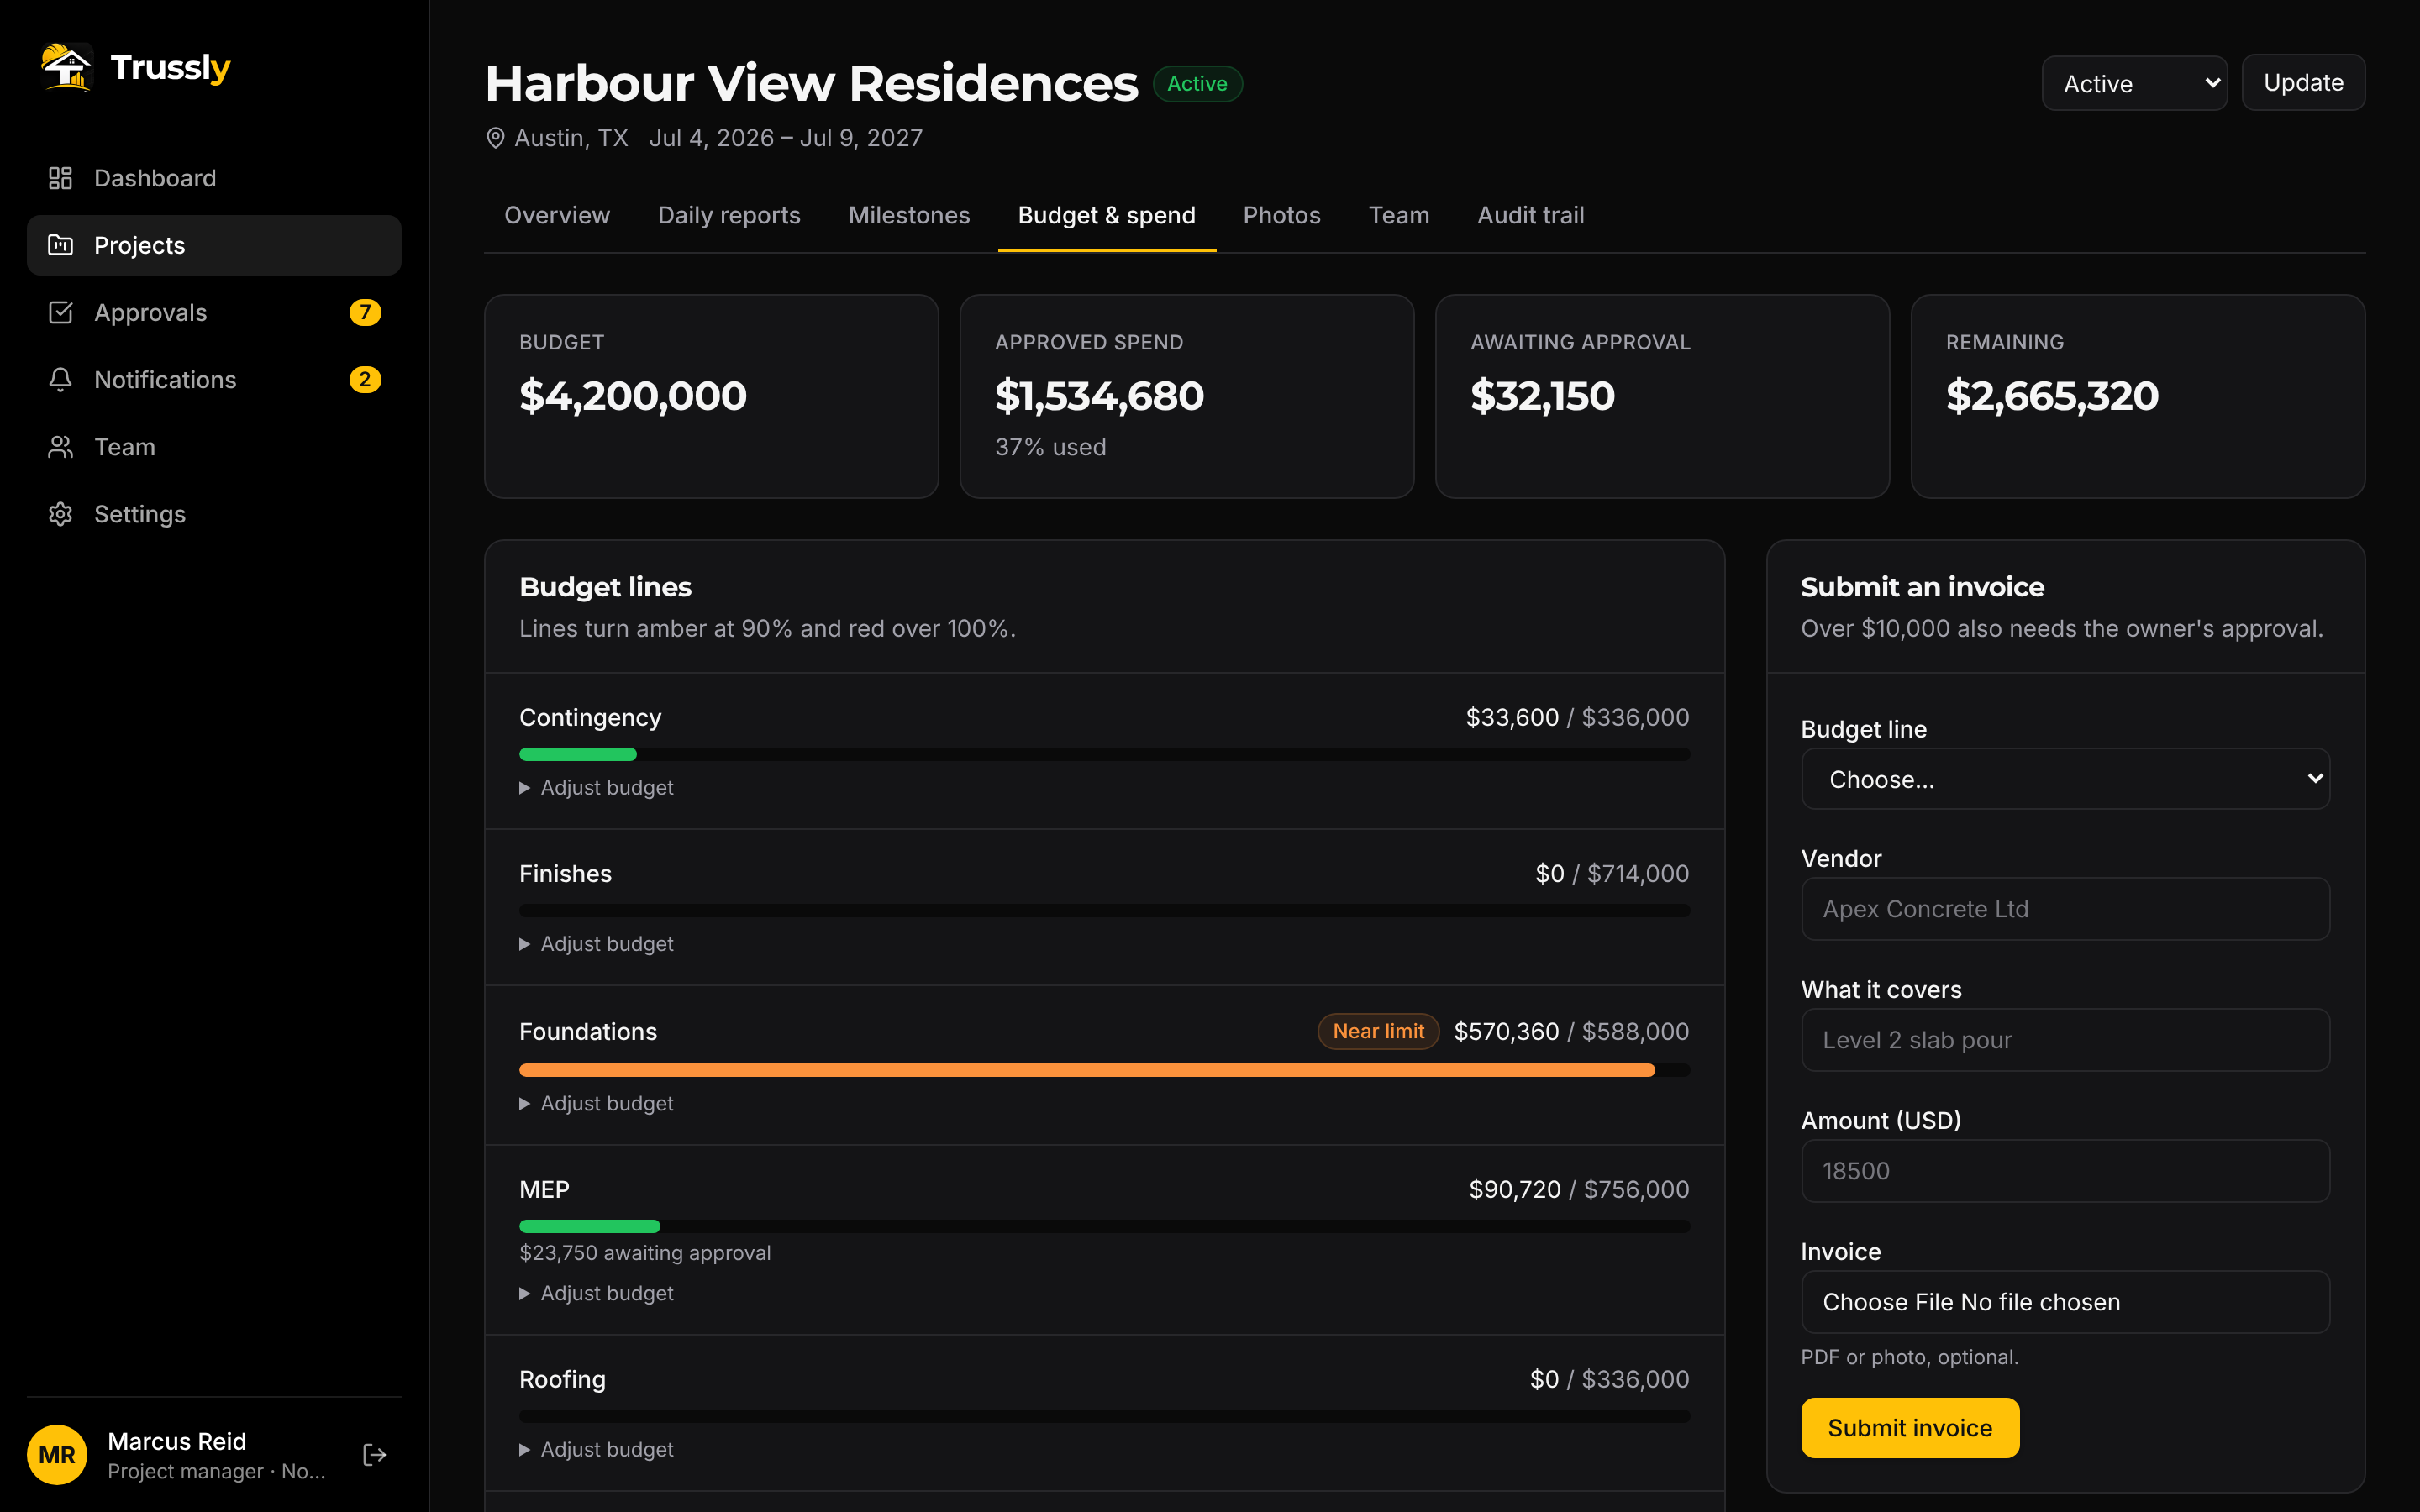 Trussly
Dashboard
Projects
Approvals 7
Notifications 2
Team
Settings
Marcus Reid
Project manager · No...
MR
Harbour View Residences Active
Austin, TX Jul 4, 2026 – Jul 9, 2027
Active Update
Overview Daily reports Milestones Budget & spend Photos Team Audit trail
BUDGET
$4,200,000
APPROVED SPEND
$1,534,680
37% used
AWAITING APPROVAL
$32,150
REMAINING
$2,665,320
Budget lines
Lines turn amber at 90% and red over 100%.
Contingency $33,600 / $336,000
Adjust budget
Finishes $0 / $714,000
Adjust budget
Foundations Near limit $570,360 / $588,000
Adjust budget
MEP $90,720 / $756,000
$23,750 awaiting approval
Adjust budget
Roofing $0 / $336,000
Adjust budget
Submit an invoice
Over $10,000 also needs the owner's approval.
Budget line
Choose...
Vendor
Apex Concrete Ltd
What it covers
Level 2 slab pour
Amount (USD)
18500
Invoice
Choose File No file chosen
PDF or photo, optional.
Submit invoice